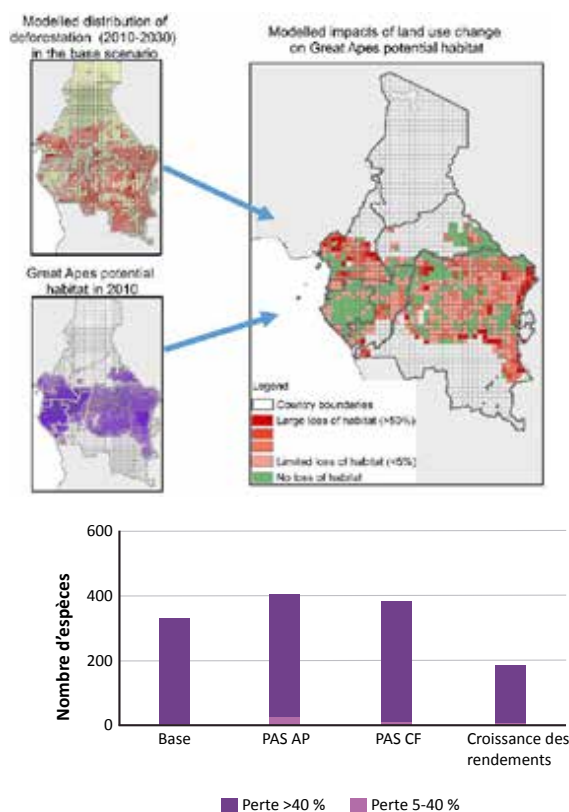 Modelled distribution of
deforestation (2010-2030)
in the base scenario
Modelled impacts of land use change
on Great Apes potential habitat
Great Apes potential
habitat in 2010
Legend
Country boundaries
Large loss of habitat (>50%)
Limited loss of habitat (<5%)
No loss of habitat
Nombre d'espèces
600
400
200
0
Base
PAS AP
PAS CF
Croissance des
rendements
Perte >40 %
Perte 5-40 %